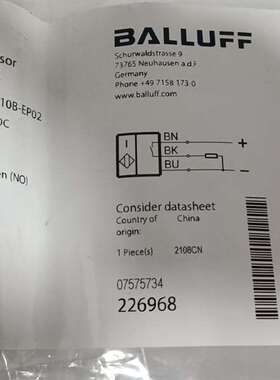 BALLUFF
Schurwaldstrasse 9
73765 Neuhausen a.d.F
Germany
Phone +49 7158 173-0
www.balluff.com
sor
10B-EP02
DC
en (NO)
BN
+
BK
BU
−
Consider datasheet
Country of origin: China
1 Piece(s) 2108CN
07575734
226968